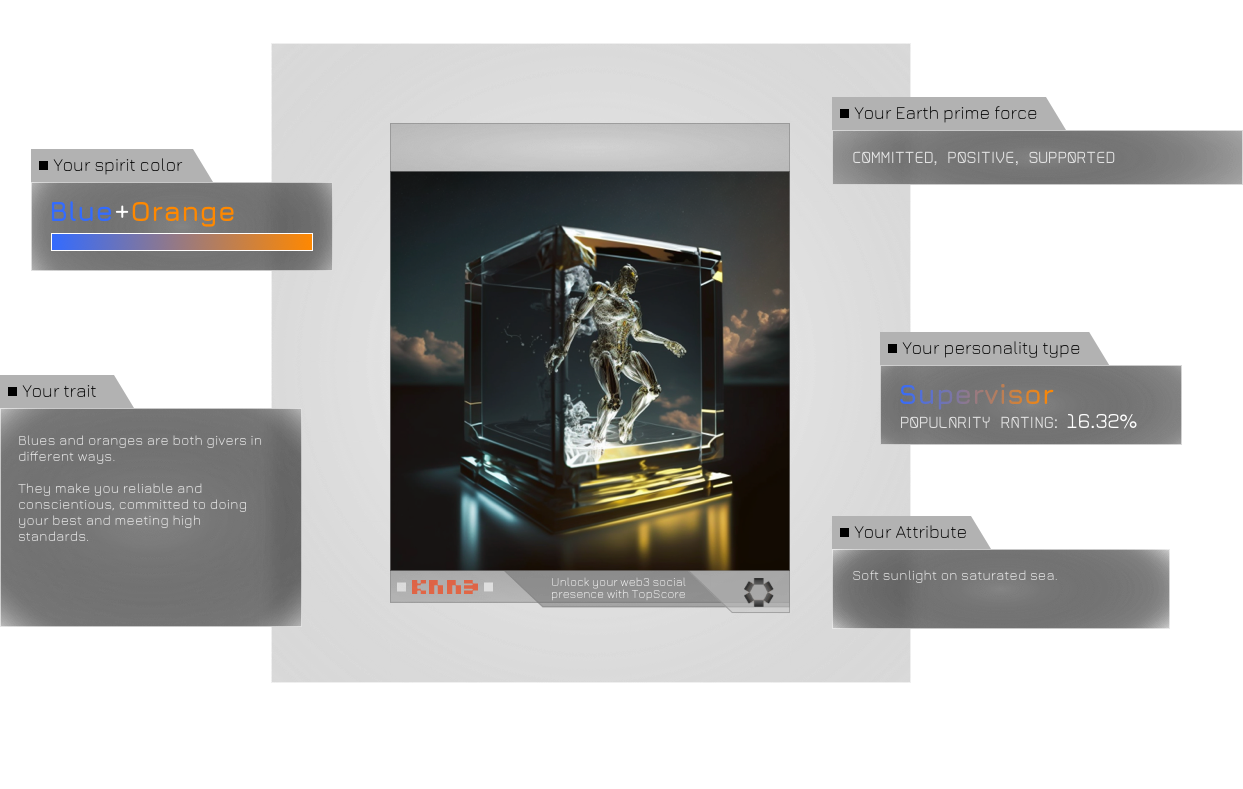 Your Earth prime force
COMMITTED, POSITIVE, SUPPORTED
Your spirit color
Blue+Orange
Your personality type
Supervisor
POPULARITY RATING: 16.32%
Your trait
Blues and oranges are both givers in
different ways.
They make you reliable and
conscientious, committed to doing
your best and meeting high
standards.
Your Attribute
Soft sunlight on saturated sea.
KNN3
Unlock your web3 social
presence with TopScore